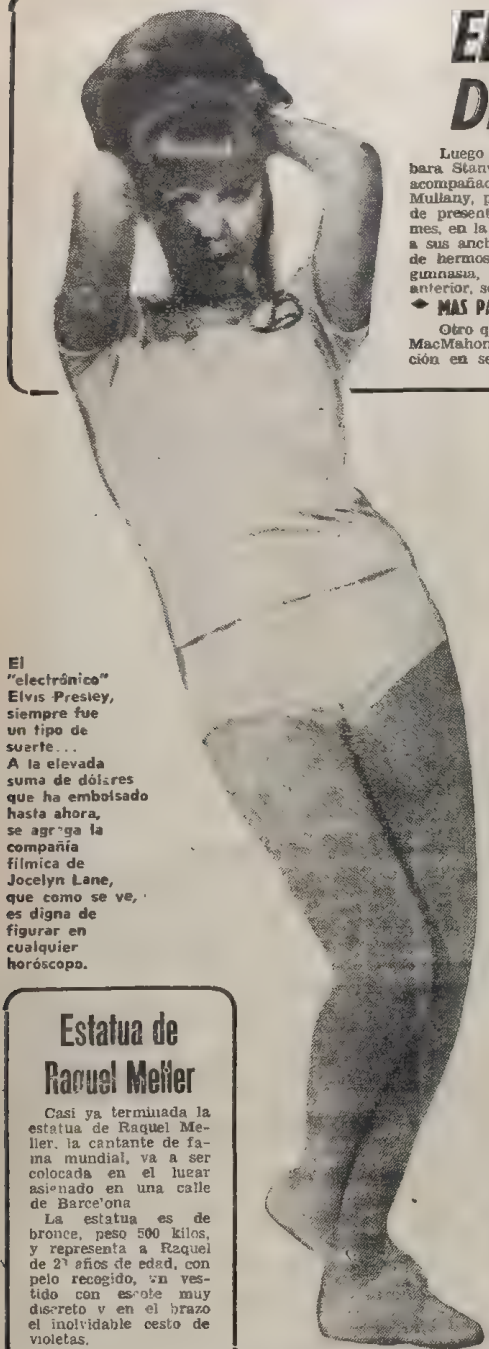 El
"electrónico"
Elvis Presley,
siempre fue
un tipo de
suerte...
A la elevada
suma de dólares
que ha embolsado
hasta ahora,
se agrega la
compañía
fílmica de
Jocelyn Lane,
que como se ve,
es digna de
figurar en
cualquier
horóscopo.
Estatua de
Raquel Meller
Casi ya terminada la
estatua de Raquel Me-
ller, la cantante de fa-
ma mundial, va a ser
colocada en el lugar
asignado en una calle
de Barcelona
La estatua es de
bronce, peso 500 kilos,
y representa a Raquel
de años de edad, con
pelo recogido, un ves-
tido con escote muy
discreto y en el brazo
el inolvidable cesto de
violetas.
Luego
bara Stanw
acompañad
Mullany, p
de present
mes, en la
a sus anch
de hermos
gimnasia,
anterior, s
MAS PA
Otro q
MacMahon
ción en se